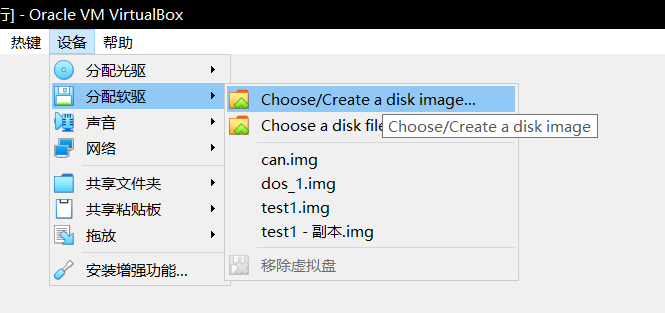 行] - Oracle VM VirtualBox
热键 设备 帮助
分配光驱
分配软驱
声音
网络
共享文件夹
共享粘贴板
拖放
安装增强功能...
Choose/Create a disk image...
Choose a disk file
Choose/Create a disk image
can.img
dos_1.img
test1.img
test1 - 副本.img
移除虚拟盘